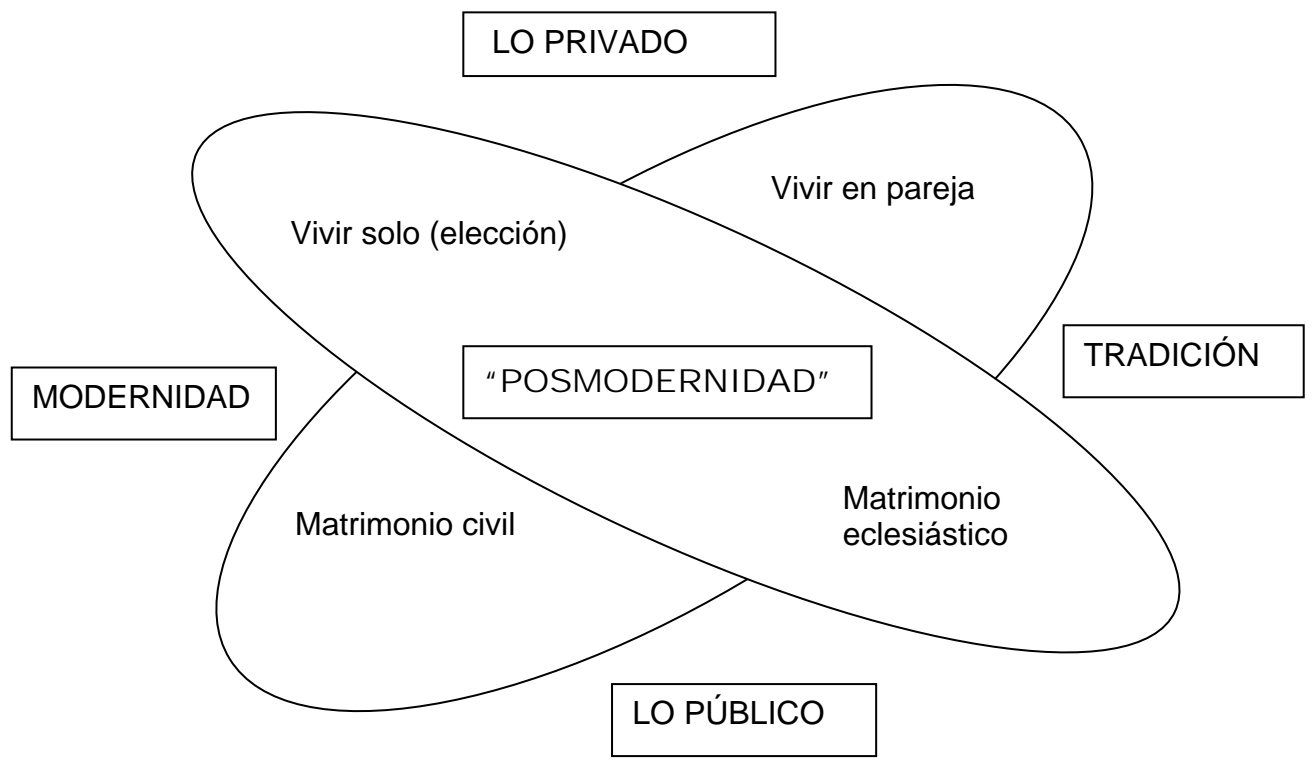 LO PRIVADO
Vivir en pareja
Vivir solo (elección)
TRADICIÓN
“POSMODERNIDAD”
MODERNIDAD
Matrimonio
eclesiástico
Matrimonio civil
LO PÚBLICO